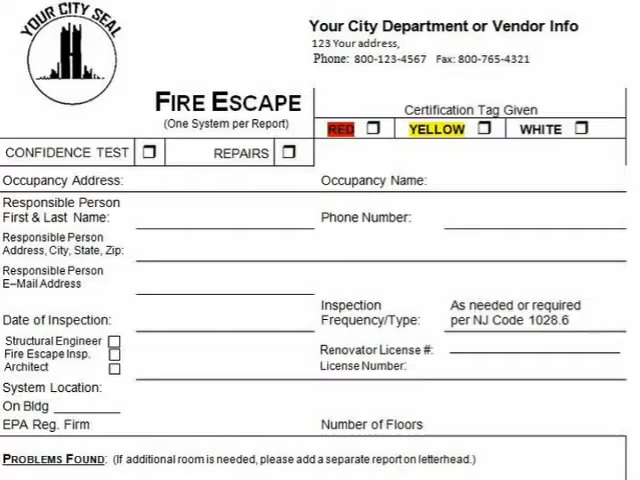 YOUR CITY SEAL
Your City Department or Vendor Info
123 Your address,
Phone: 800-123-4567 Fax: 800-765-4321
FIRE ESCAPE
(One System per Report)
Certification Tag Given
RED YELLOW WHITE
CONFIDENCE TEST REPAIRS
Occupancy Address: Occupancy Name:
Responsible Person
First & Last Name: Phone Number:
Responsible Person
Address, City, State, Zip:
Responsible Person
E–Mail Address
Inspection As needed or required
Date of Inspection: Frequency/Type: per NJ Code 1028.6
Structural Engineer
Fire Escape Insp. Renovator License #:
Architect License Number:
System Location:
On Bldg
EPA Reg. Firm Number of Floors
PROBLEMS FOUND: (If additional room is needed, please add a separate report on letterhead.)